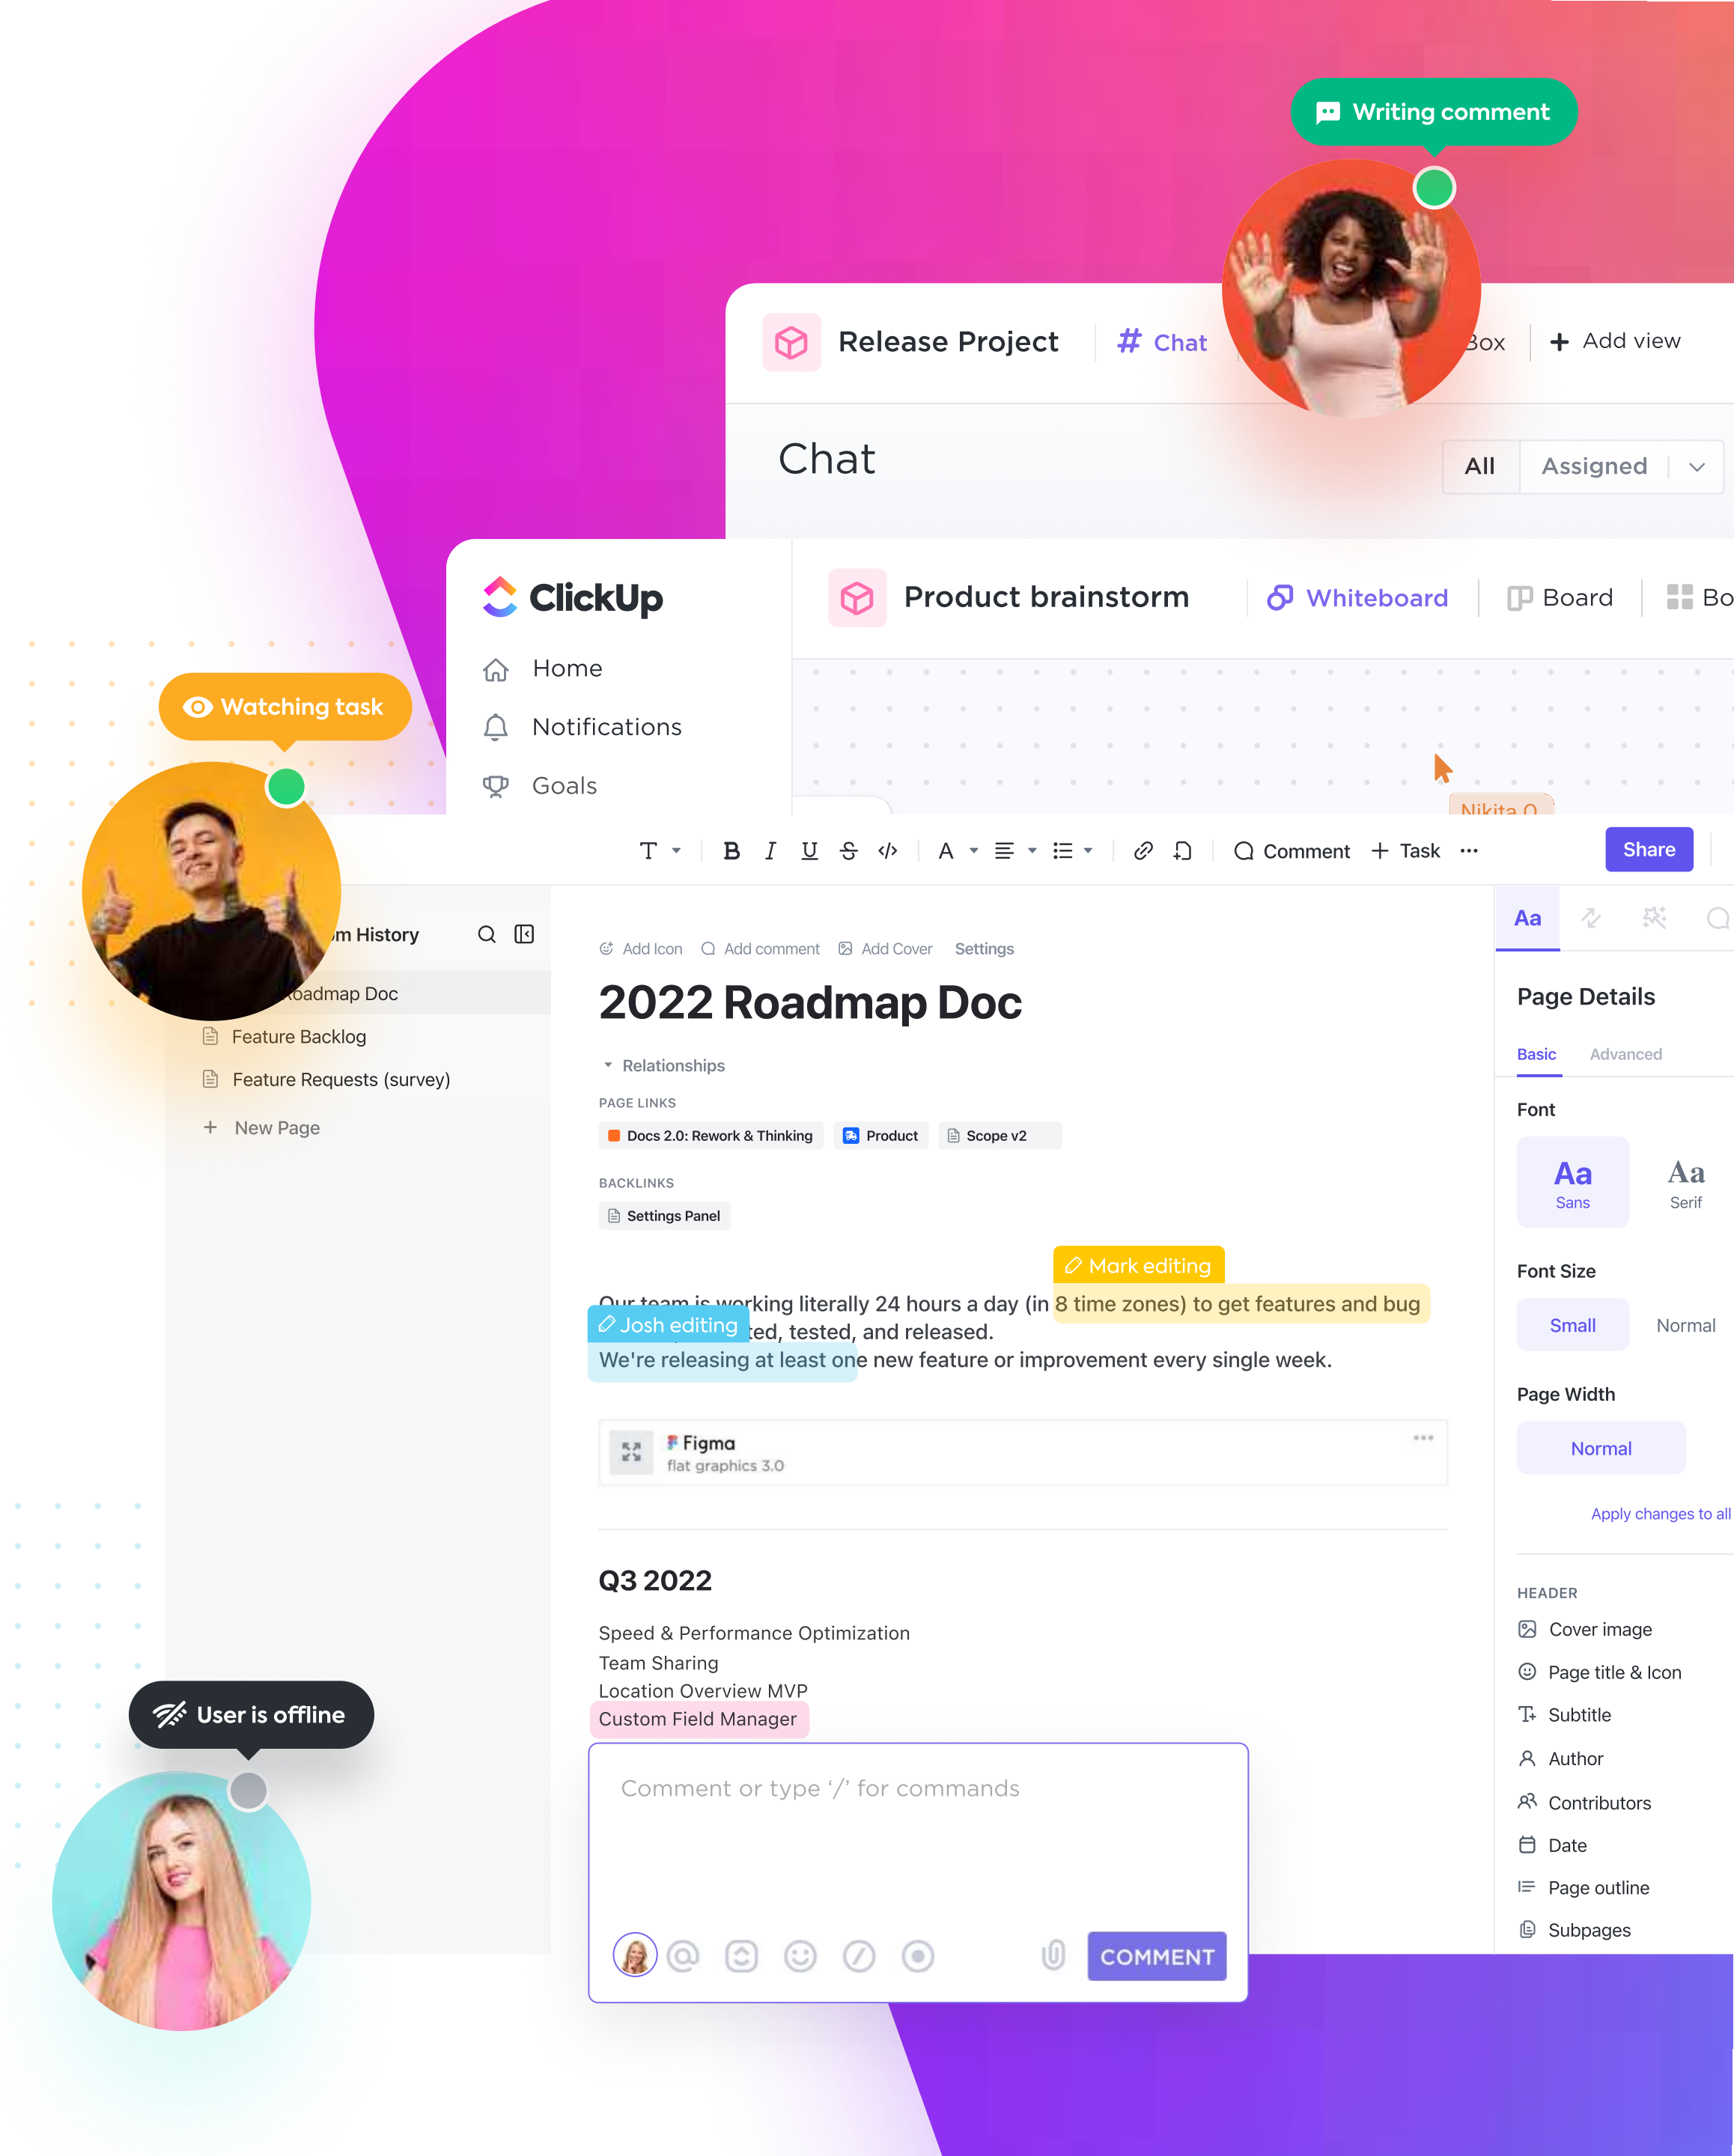 Writing comment
Release Project
# Chat
Box
+ Add view
Chat
All
Assigned
ClickUp
Product brainstorm
Whiteboard
Board
Bo
Home
Notifications
Goals
Watching task
Nikita Q
T
B I U S </>
A
Comment
+ Task
...
Share
m History
Roadmap Doc
Feature Backlog
Feature Requests (survey)
+ New Page
Add Icon
Add comment
Add Cover
Settings
2022 Roadmap Doc
Relationships
PAGE LINKS
Docs 2.0: Rework & Thinking
Product
Scope v2
BACKLINKS
Settings Panel
Mark editing
Our team is working literally 24 hours a day (in 8 time zones) to get features and bug
Josh editing
ted, tested, and released.
We're releasing at least one new feature or improvement every single week.
Figma
flat graphics 3.0
Q3 2022
Speed & Performance Optimization
Team Sharing
Location Overview MVP
Custom Field Manager
Comment or type ‘/’ for commands
@
COMMENT
Aa
Page Details
Basic
Advanced
Font
Aa
Sans
Aa
Serif
Font Size
Small
Normal
Page Width
Normal
Apply changes to all
HEADER
Cover image
Page title & Icon
Subtitle
Author
Contributors
Date
Page outline
Subpages
User is offline